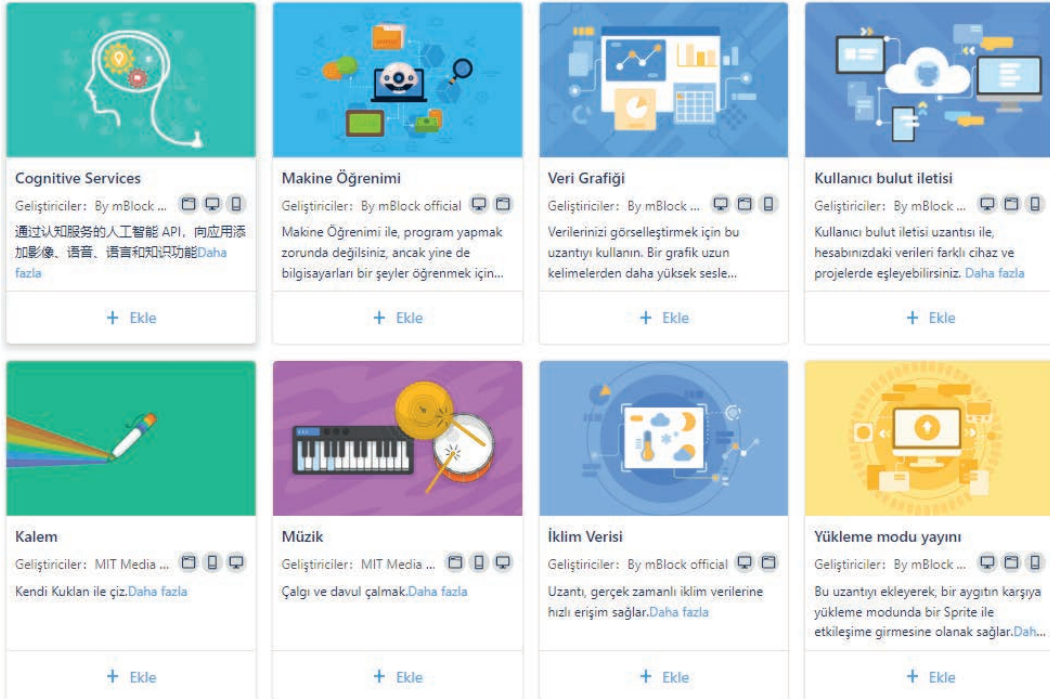 Cognitive Services
Geliştiriciler: By mBlock ...
通过认知服务的人工智能 API，向应用添
加影像、语音、语言和知识功能Daha
fazla
+ Ekle
Makine Öğrenimi
Geliştiriciler: By mBlock official
Makine Öğrenimi ile, program yapmak
zorunda değilsiniz, ancak yine de
bilgisayarları bir şeyler öğrenmek için...
+ Ekle
Veri Grafiği
Geliştiriciler: By mBlock ...
Verilerinizi görselleştirmek için bu
uzantıyı kullanın. Bir grafik uzun
kelimelerden daha yüksek sesle...
+ Ekle
Kullanıcı bulut iletisi
Geliştiriciler: By mBlock ...
Kullanıcı bulut iletisi uzantısı ile,
hesabınızdaki verileri farklı cihaz ve
projelerde eşleyebilirsiniz. Daha fazla
+ Ekle
Kalem
Geliştiriciler: MIT Media ...
Kendi Kuklan ile çiz.Daha fazla
+ Ekle
Müzik
Geliştiriciler: MIT Media ...
Çalgı ve davul çalmak.Daha fazla
+ Ekle
İklim Verisi
Geliştiriciler: By mBlock official
Uzantı, gerçek zamanlı iklim verilerine
hızlı erişim sağlar.Daha fazla
+ Ekle
Yükleme modu yayını
Geliştiriciler: By mBlock ...
Bu uzantıyı ekleyerek, bir aygıtın karşıya
yükleme modunda bir Sprite ile
etkileşime girmesine olanak sağlar.Dah...
+ Ekle